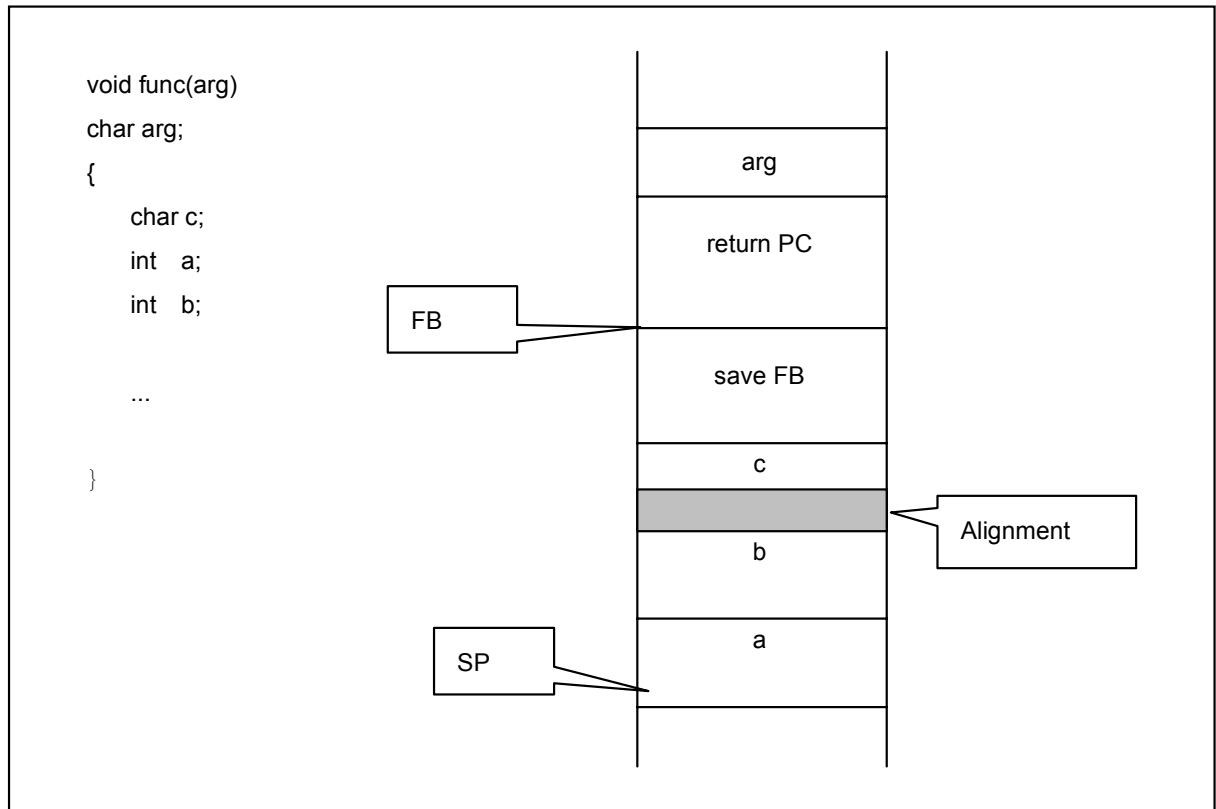 void func(arg)
char arg;
{
char c;
int a;
int b;
...
}
arg
return PC
FB
save FB
c
Alignment
b
SP
a